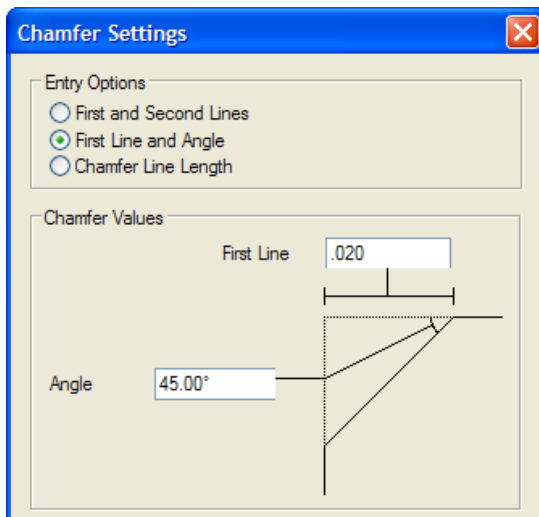 Chamfer Settings
Entry Options
First and Second Lines
First Line and Angle
Chamfer Line Length
Chamfer Values
First Line .020
Angle 45.00°